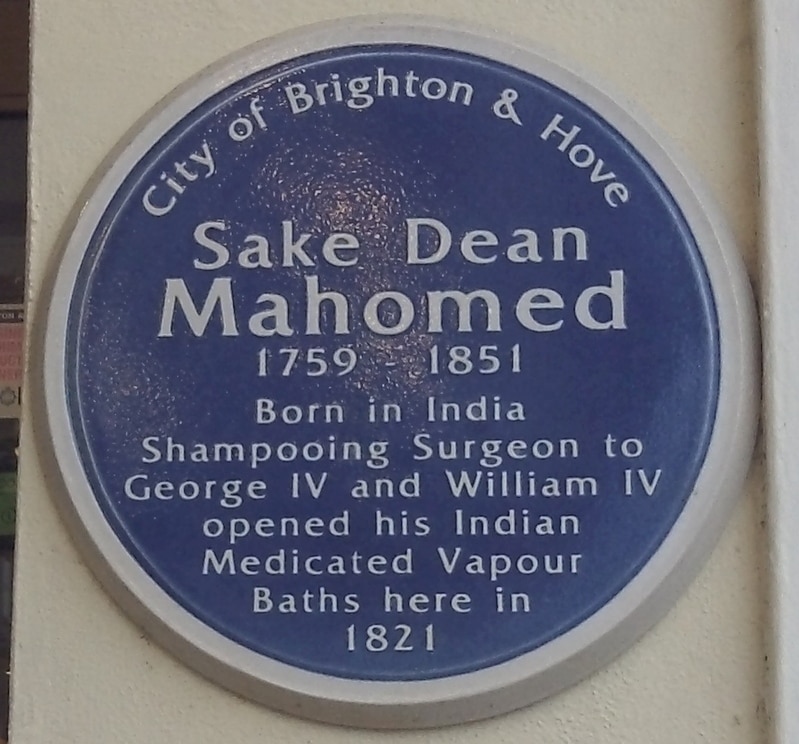 City of Brighton & Hove
Sake Dean
Mahomed
1759 - 1851
Born in India
Shampooing Surgeon to
George IV and William IV
opened his Indian
Medicated Vapour
Baths here in
1821